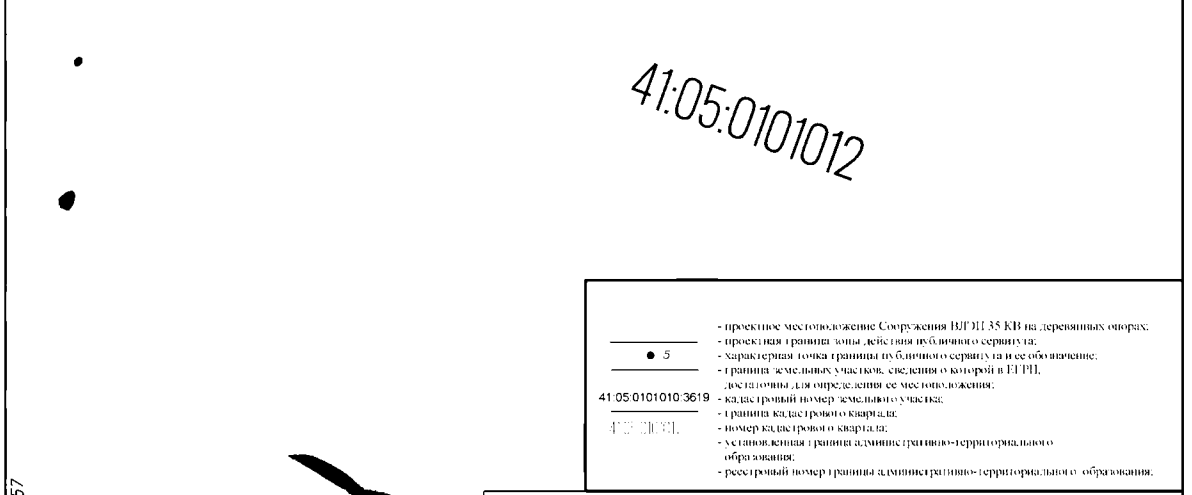 41:05:0101012
- проектное местоположение Сооружения ВЛЭП 35 КВ на деревянных опорах;
- проектная граница зоны действия публичного сервитута;
● 5 - характерная точка границы публичного сервитута и ее обозначение;
- граница земельных участков, сведения о которой в ЕГРН,
достаточны для определения ее местоположения;
41:05:0101010:3619 - кадастровый номер земельного участка;
- граница кадастрового квартала;
- номер кадастрового квартала;
- установленная граница административно-территориального
образования;
- реестровый номер границы административно-территориального образования;
57